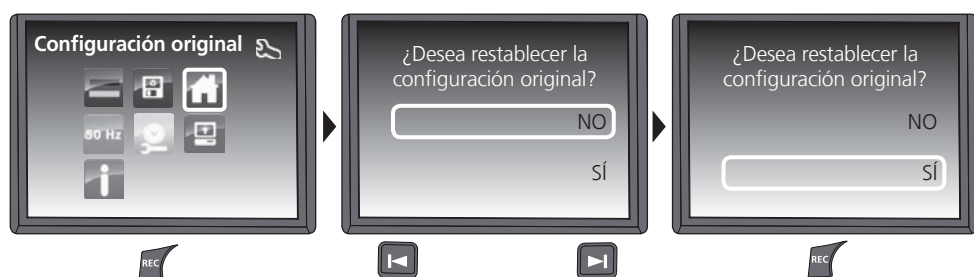 Configuración original
60 Hz
¿Desea restablecer la
configuración original?
NO
SÍ
¿Desea restablecer la
configuración original?
NO
SÍ
REC
REC